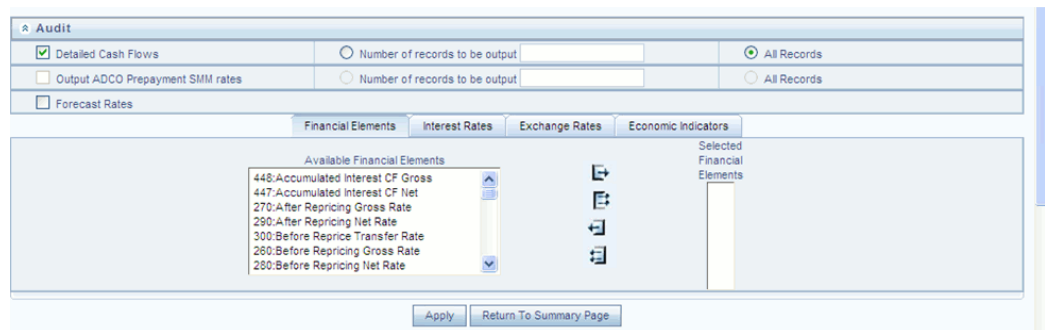 Audit
Detailed Cash Flows Number of records to be output All Records
Output ADCO Prepayment SMM rates Number of records to be output All Records
Forecast Rates
Financial Elements Interest Rates Exchange Rates Economic Indicators
Available Financial Elements
448:Accumulated Interest CF Gross
447:Accumulated Interest CF Net
270:After Repricing Gross Rate
290:After Repricing Net Rate
300:Before Reprice Transfer Rate
260:Before Repricing Gross Rate
280:Before Repricing Net Rate
Selected
Financial
Elements
Apply Return To Summary Page